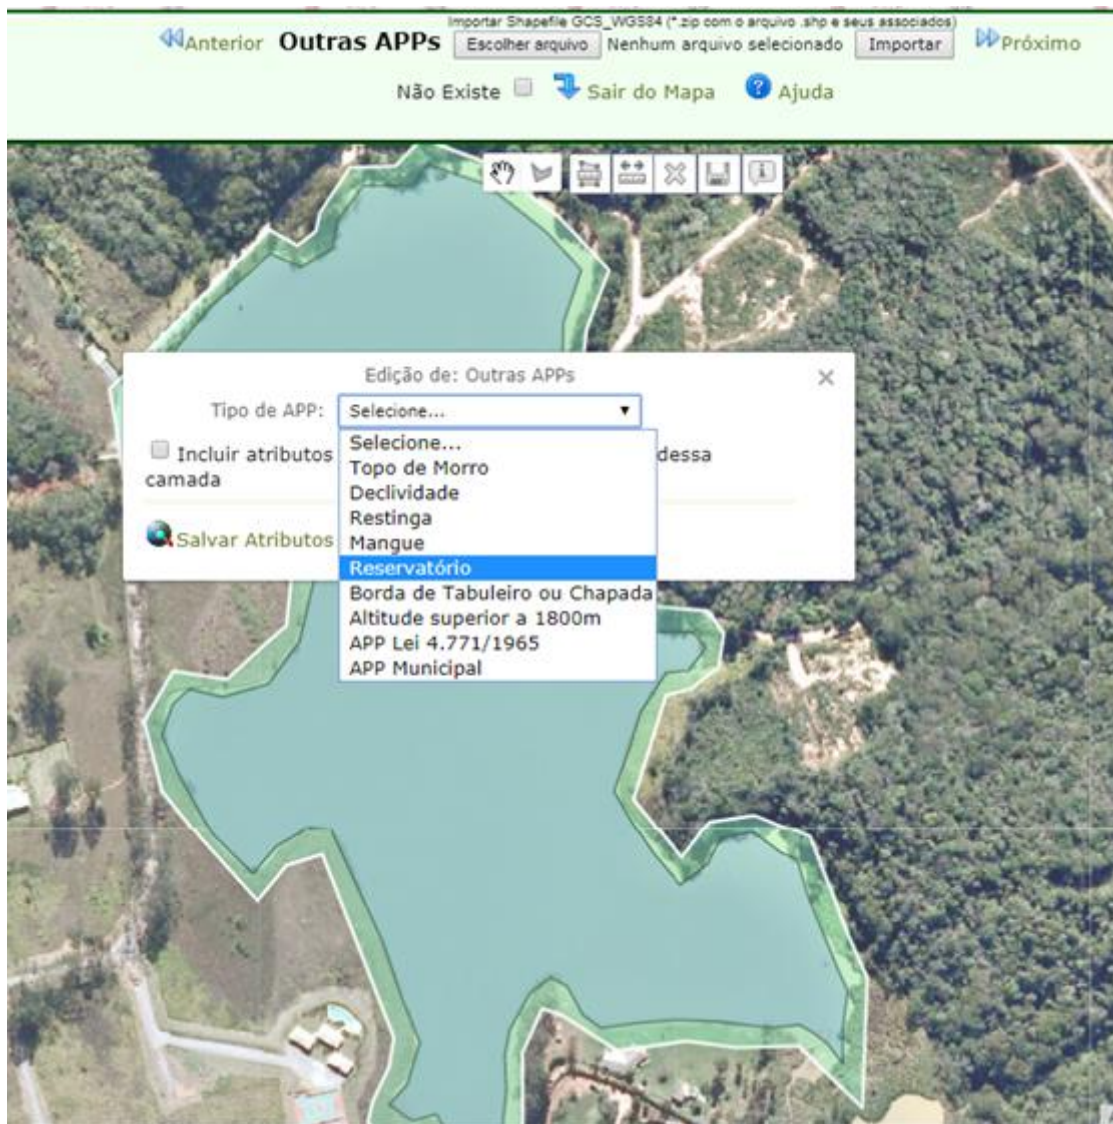 Importar Shapefile GCS_WGS84 (*.zip com o arquivo .shp e seus associados)
Anterior Outras APPs Escolher arquivo Nenhum arquivo selecionado Importar Próximo
Não Existe Sair do Mapa Ajuda
Edição de: Outras APPs
Tipo de APP: Selecione...
Selecione...
Incluir atributos dessa
camada
Topo de Morro
Declividade
Restinga
Salvar Atributos
Mangue
Reservatório
Borda de Tabuleiro ou Chapada
Altitude superior a 1800m
APP Lei 4.771/1965
APP Municipal